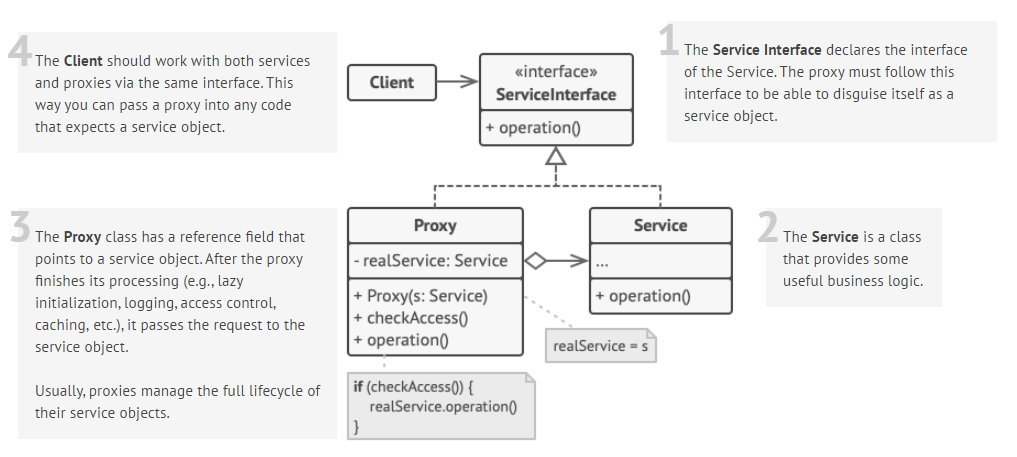 4
The Client should work with both services
and proxies via the same interface. This
way you can pass a proxy into any code
that expects a service object.
Client
«interface»
ServiceInterface
+ operation()
1
The Service Interface declares the interface
of the Service. The proxy must follow this
interface to be able to disguise itself as a
service object.
3
The Proxy class has a reference field that
points to a service object. After the proxy
finishes its processing (e.g., lazy
initialization, logging, access control,
caching, etc.), it passes the request to the
service object.
Usually, proxies manage the full lifecycle of
their service objects.
Proxy
- realService: Service
+ Proxy(s: Service)
+ checkAccess()
+ operation()
if (checkAccess()) {
realService.operation()
}
realService = s
Service
...
+ operation()
2
The Service is a class
that provides some
useful business logic.